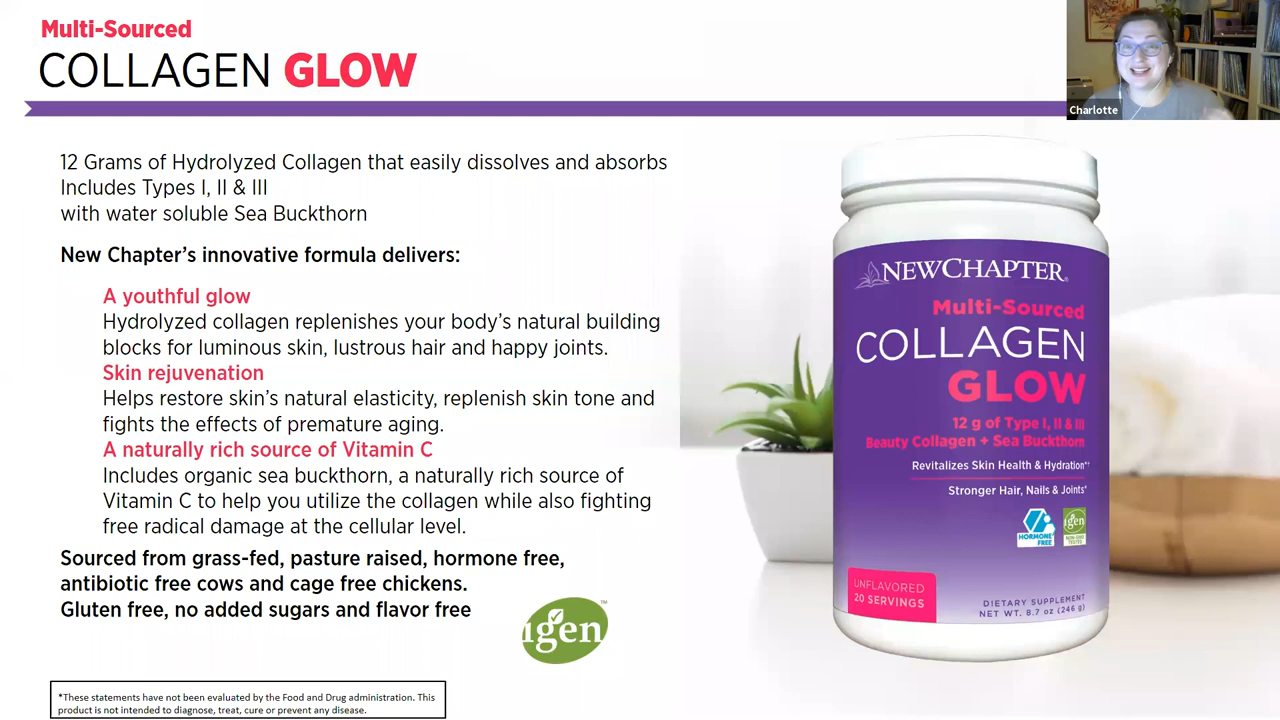 Multi-Sourced
COLLAGEN GLOW
Charlotte
12 Grams of Hydrolyzed Collagen that easily dissolves and absorbs
Includes Types I, II & III
with water soluble Sea Buckthorn
New Chapter's innovative formula delivers:
A youthful glow
Hydrolyzed collagen replenishes your body's natural building
blocks for luminous skin, lustrous hair and happy joints.
Skin rejuvenation
Helps restore skin's natural elasticity, replenish skin tone and
fights the effects of premature aging.
A naturally rich source of Vitamin C
Includes organic sea buckthorn, a naturally rich source of
Vitamin C to help you utilize the collagen while also fighting
free radical damage at the cellular level.
Sourced from grass-fed, pasture raised, hormone free,
antibiotic free cows and cage free chickens.
Gluten free, no added sugars and flavor free
igen™
*These statements have not been evaluated by the Food and Drug administration. This
product is not intended to diagnose, treat, cure or prevent any disease.
NEWCHAPTER®
Multi-Sourced
COLLAGEN
GLOW
12 g of Type I, II & III
Beauty Collagen + Sea Buckthorn
Revitalizes Skin Health & Hydration*†
Stronger Hair, Nails & Joints*
HORMONE
FREE
igen
NON-GMO
TESTED
UNFLAVORED
20 SERVINGS
DIETARY SUPPLEMENT
NET WT. 8.7 oz (246 g)